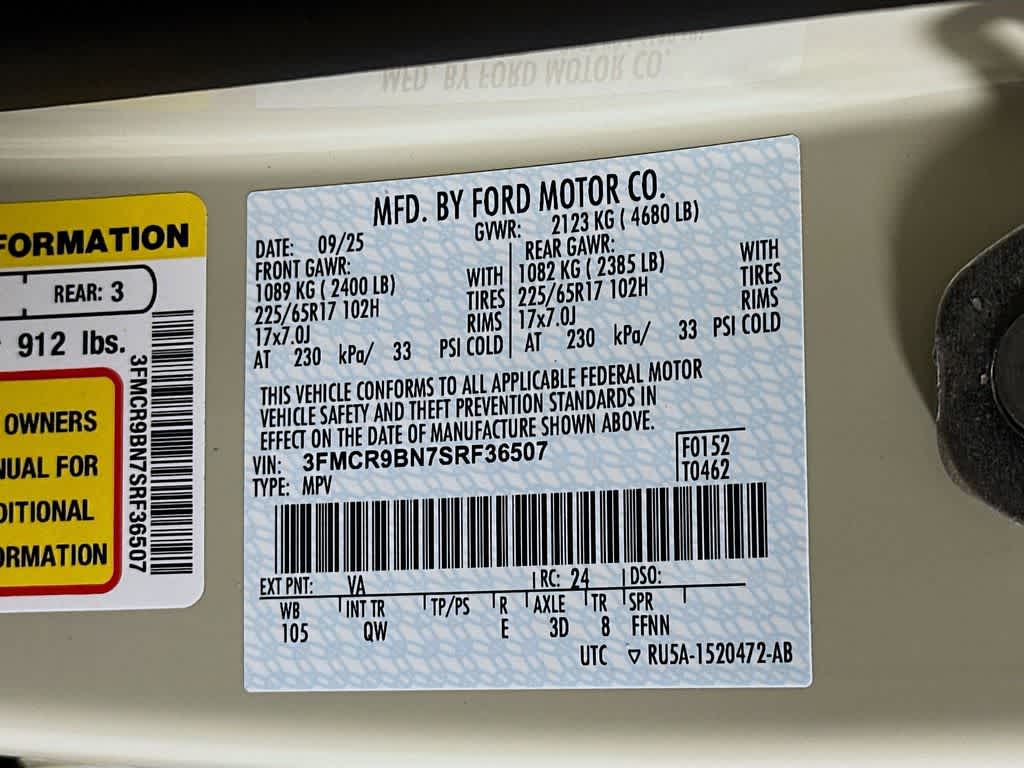 MFD. BY FORD MOTOR CO.
MFD. BY FORD MOTOR CO.
DATE: 09/25 GVWR: 2123 KG ( 4680 LB)
FRONT GAWR: REAR GAWR:
1089 KG ( 2400 LB) WITH 1082 KG ( 2385 LB) WITH
225/65R17 102H TIRES 225/65R17 102H TIRES
17x7.0J RIMS 17x7.0J RIMS
AT 230 kPa/ 33 PSI COLD AT 230 kPa/ 33 PSI COLD
THIS VEHICLE CONFORMS TO ALL APPLICABLE FEDERAL MOTOR
VEHICLE SAFETY AND THEFT PREVENTION STANDARDS IN
EFFECT ON THE DATE OF MANUFACTURE SHOWN ABOVE.
VIN: 3FMCR9BN7SRF36507 F0152
TYPE: MPV T0462
EXT PNT: VA RC: 24 DSO:
WB INT TR TP/PS R AXLE TR SPR
105 QW E 3D 8 FFNN
UTC ▽ RU5A-1520472-AB
FORMATION
REAR: 3
912 lbs.
3FMCR9BN7SRF36507
OWNERS
NUAL FOR
DITIONAL
ORMATION